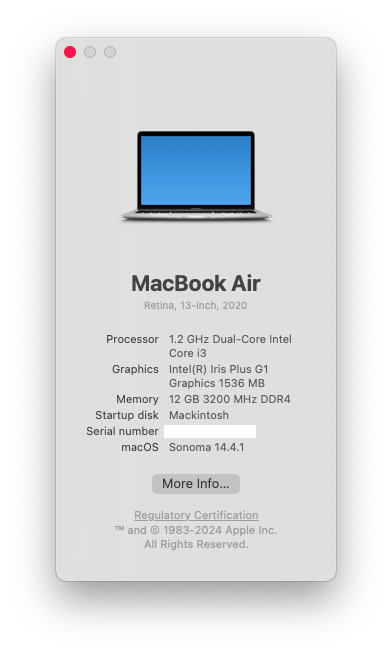 MacBook Air
Retina, 13-inch, 2020
Processor 1.2 GHz Dual-Core Intel
Core i3
Graphics Intel(R) Iris Plus G1
Graphics 1536 MB
Memory 12 GB 3200 MHz DDR4
Startup disk Mackintosh
Serial number
macOS Sonoma 14.4.1
More Info...
Regulatory Certification
™ and © 1983-2024 Apple Inc.
All Rights Reserved.